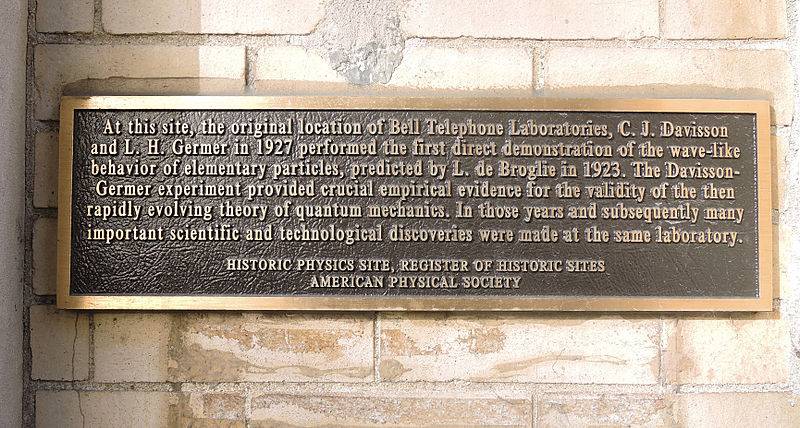 At this site, the original location of Bell Telephone Laboratories, C. J. Davisson
and L. H. Germer in 1927 performed the first direct demonstration of the wave-like
behavior of elementary particles, predicted by L. de Broglie in 1923. The Davisson-
Germer experiment provided crucial empirical evidence for the validity of the then
rapidly evolving theory of quantum mechanics. In those years and subsequently many
important scientific and technological discoveries were made at the same laboratory.
HISTORIC PHYSICS SITE, REGISTER OF HISTORIC SITES
AMERICAN PHYSICAL SOCIETY